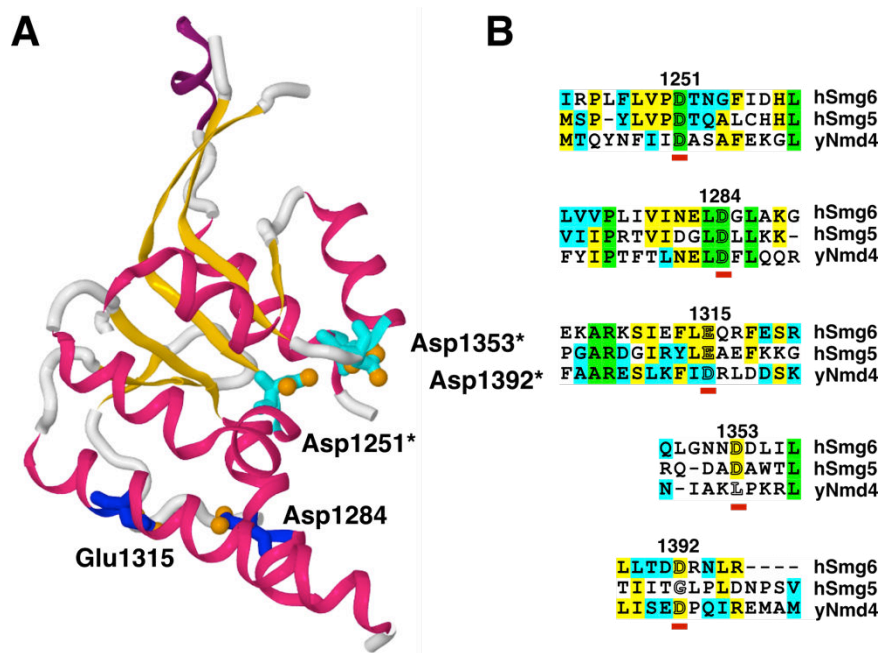 A
B
Asp1353*
Asp1392*
Asp1251*
Asp1284
Glu1315
1251
IRPLFLVPDTNGFIDHL hSmg6
MSP-YLVPDTQALCHHL hSmg5
MTQYNFIIDASAFEKGL yNmd4
1284
LVVPLIVINELDGLAKG hSmg6
VIIPRTVIDGLDLLKK- hSmg5
FYIPTFTLNELDFLQQR yNmd4
1315
EKARKSIEFLEQRFESR hSmg6
PGARDGIRYLEAEFKKG hSmg5
FAARESLKFIDRLDDSK yNmd4
1353
QLGNNDDLIL hSmg6
RQ-DADAWTL hSmg5
N-IAKLPKRL yNmd4
1392
LLTDDRNLR---- hSmg6
TIITGLPLDNPSV hSmg5
LISEDPQIREMAM yNmd4